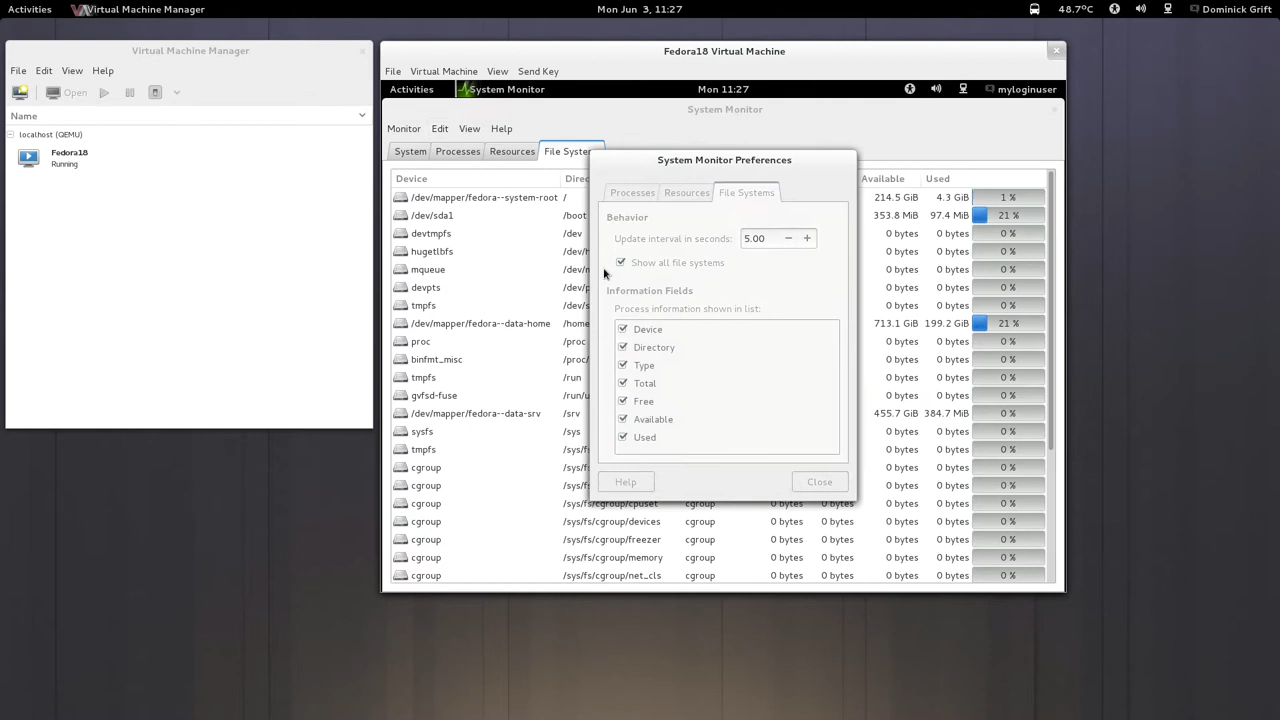 Activities Virtual Machine Manager Mon Jun 3, 11:27 48.7°C Dominick Grift
Virtual Machine Manager
File Edit View Help
Open
Name
localhost (QEMU)
Fedora18
Running
Fedora18 Virtual Machine
File Virtual Machine View Send Key
Activities System Monitor Mon 11:27 myloginuser
System Monitor
Monitor Edit View Help
System Processes Resources File System
Device Direc Available Used
/dev/mapper/fedora--system-root / 214.5 GiB 4.3 GiB 1 %
/dev/sda1 /boot 353.8 MiB 97.4 MiB 21 %
devtmpfs /dev 0 bytes 0 bytes 0 %
hugetlbfs /dev/h 0 bytes 0 bytes 0 %
mqueue /dev/m 0 bytes 0 bytes 0 %
devpts /dev/p 0 bytes 0 bytes 0 %
tmpfs /dev/s 0 bytes 0 bytes 0 %
/dev/mapper/fedora--data-home /home 713.1 GiB 199.2 GiB 21 %
proc /proc 0 bytes 0 bytes 0 %
binfmt_misc /proc/ 0 bytes 0 bytes 0 %
tmpfs /run 0 bytes 0 bytes 0 %
gvfsd-fuse /run/u 0 bytes 0 bytes 0 %
/dev/mapper/fedora--data-srv /srv 455.7 GiB 384.7 MiB 0 %
sysfs /sys 0 bytes 0 bytes 0 %
tmpfs /sys/fs 0 bytes 0 bytes 0 %
cgroup /sys/fs 0 bytes 0 bytes 0 %
cgroup /sys/fs 0 bytes 0 bytes 0 %
cgroup /sys/fs/cgroup/cpuset cgroup 0 bytes 0 bytes 0 bytes 0 bytes 0 %
cgroup /sys/fs/cgroup/devices cgroup 0 bytes 0 bytes 0 bytes 0 bytes 0 %
cgroup /sys/fs/cgroup/freezer cgroup 0 bytes 0 bytes 0 bytes 0 bytes 0 %
cgroup /sys/fs/cgroup/memory cgroup 0 bytes 0 bytes 0 bytes 0 bytes 0 %
cgroup /sys/fs/cgroup/net_cls cgroup 0 bytes 0 bytes 0 bytes 0 bytes 0 %
System Monitor Preferences
Processes Resources File Systems
Behavior
Update interval in seconds: 5.00 − +
Show all file systems
Information Fields
Process information shown in list:
Device
Directory
Type
Total
Free
Available
Used
Help Close